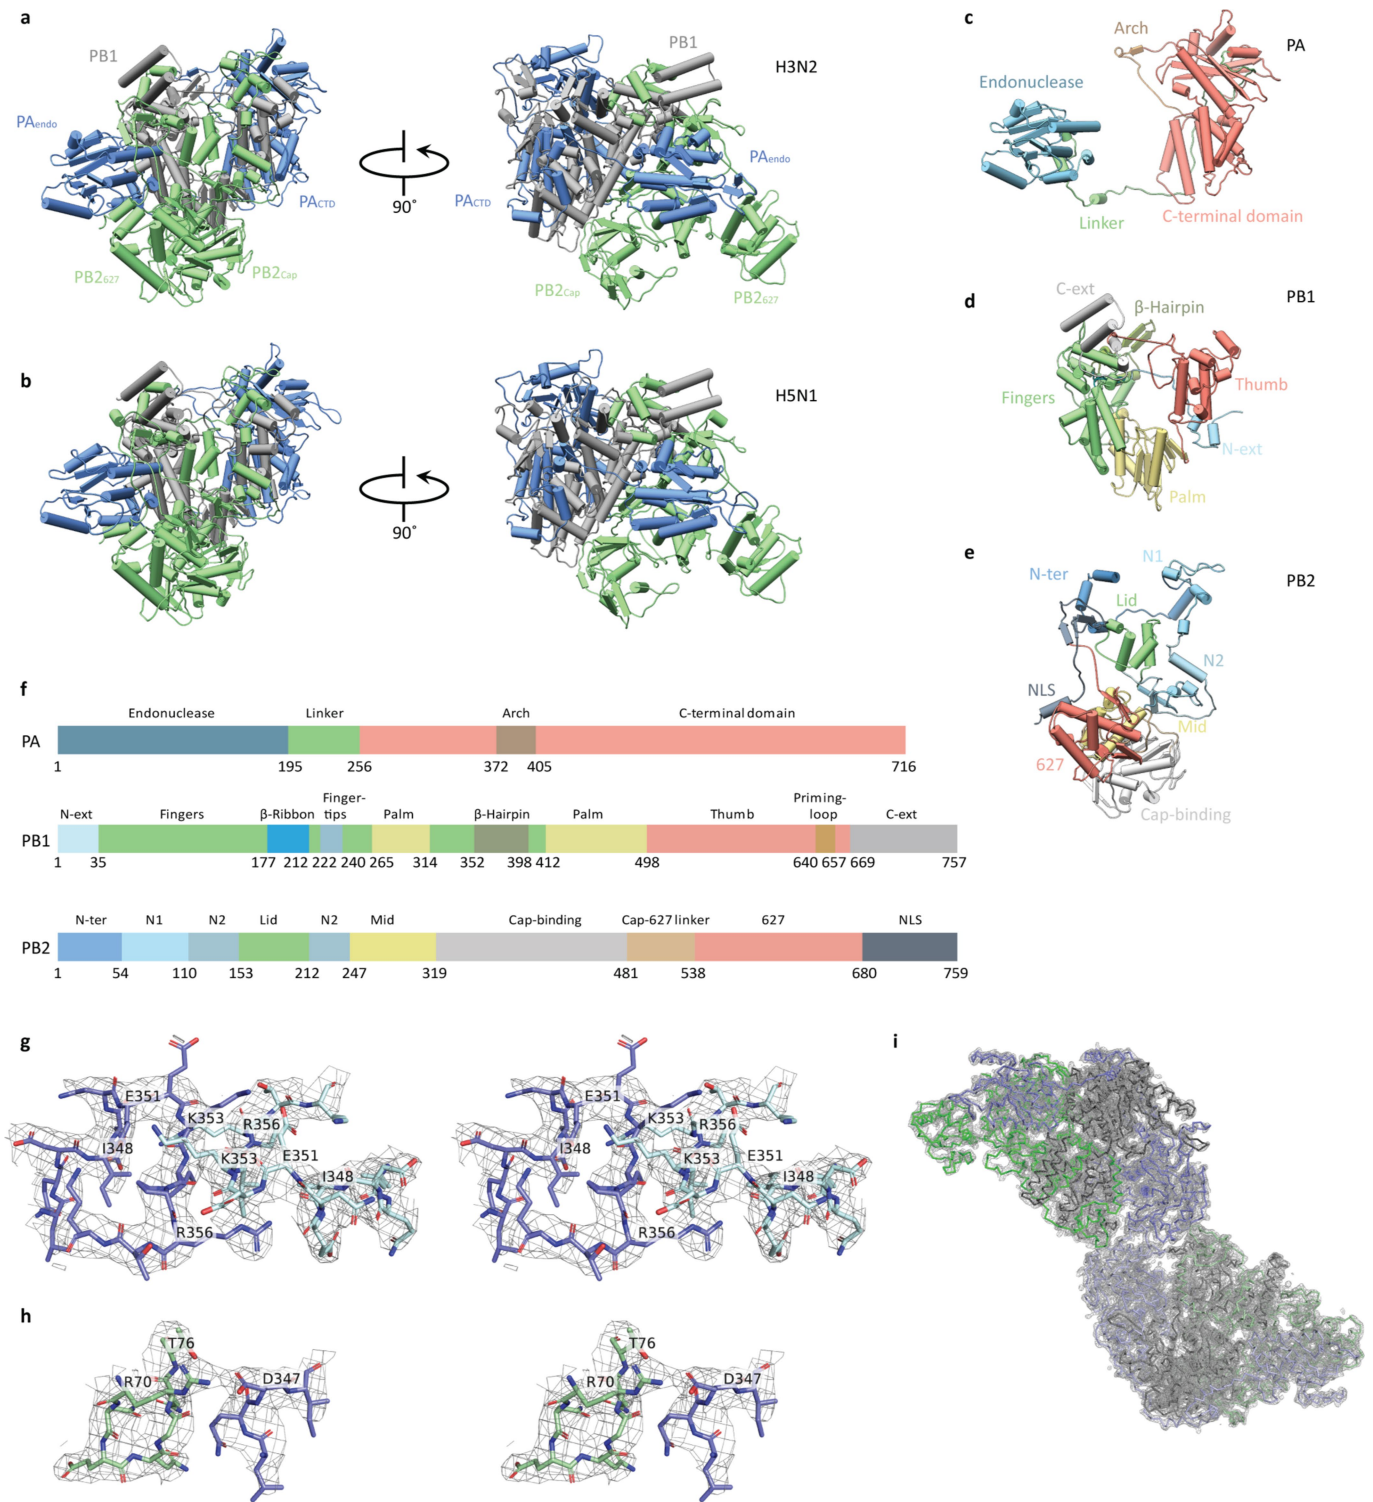 a
PB1
PAendo
PACTD
PB2627
PB2Cap
90˚
PB1
H3N2
PAendo
PACTD
PB2Cap
PB2627
b
90˚
H5N1
c
Arch
PA
Endonuclease
Linker
C-terminal domain
d
C-ext
PB1
β-Hairpin
Fingers
Thumb
N-ext
Palm
e
N1
N-ter
PB2
Lid
N2
NLS
Mid
627
Cap-binding
f
Endonuclease Linker Arch C-terminal domain
PA
1 195 256 372 405 716
N-ext Fingers β-Ribbon Finger-tips Palm β-Hairpin Palm Thumb Priming-loop C-ext
PB1
1 35 177 212 222 240 265 314 352 398 412 498 640 657 669 757
N-ter N1 N2 Lid N2 Mid Cap-binding Cap-627 linker 627 NLS
PB2
1 54 110 153 212 247 319 481 538 680 759
g
E351
K353
R356
I348
K353
E351
I348
R356
E351
K353
R356
I348
K353
E351
I348
R356
h
T76
R70
D347
T76
R70
D347
i